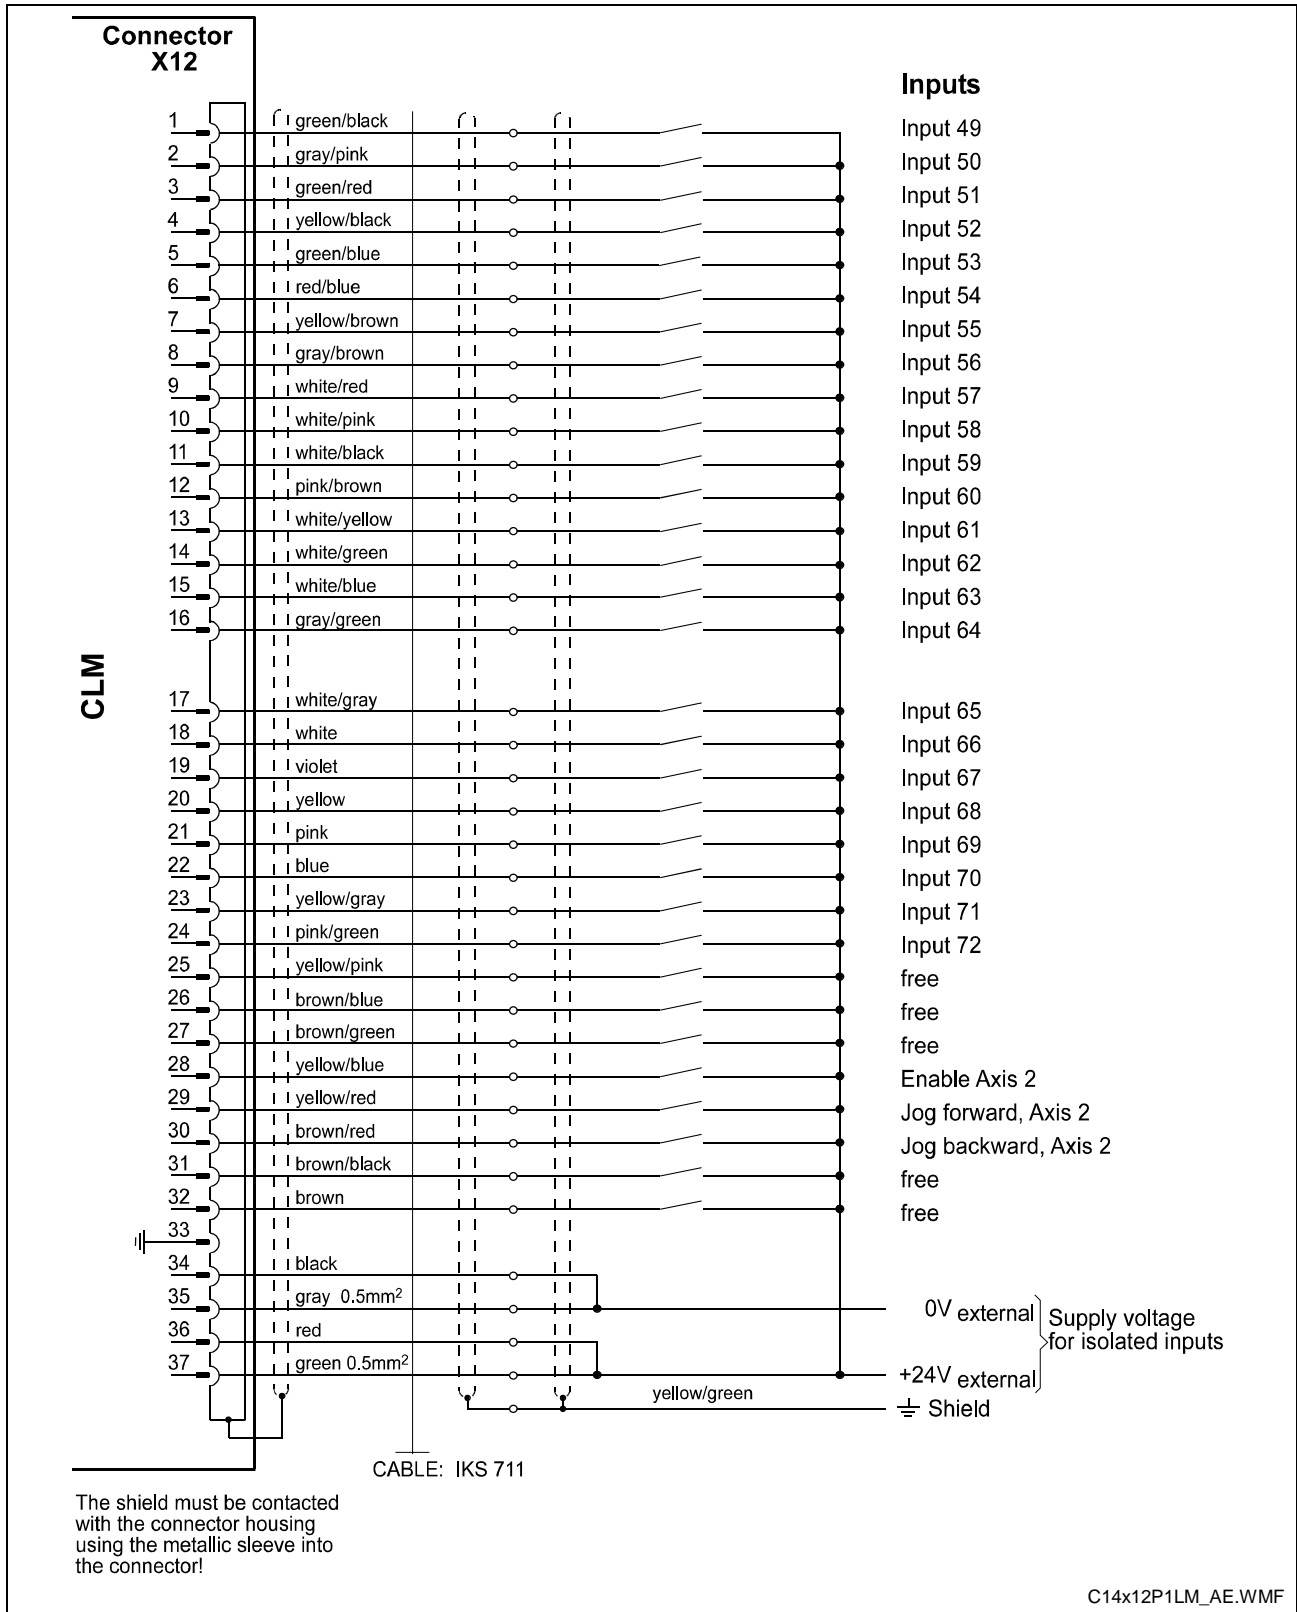 Connector
X12
Inputs
1 green/black Input 49
2 gray/pink Input 50
3 green/red Input 51
4 yellow/black Input 52
5 green/blue Input 53
6 red/blue Input 54
7 yellow/brown Input 55
8 gray/brown Input 56
9 white/red Input 57
10 white/pink Input 58
11 white/black Input 59
12 pink/brown Input 60
13 white/yellow Input 61
14 white/green Input 62
15 white/blue Input 63
16 gray/green Input 64
CLM
17 white/gray Input 65
18 white Input 66
19 violet Input 67
20 yellow Input 68
21 pink Input 69
22 blue Input 70
23 yellow/gray Input 71
24 pink/green Input 72
25 yellow/pink free
26 brown/blue free
27 brown/green free
28 yellow/blue Enable Axis 2
29 yellow/red Jog forward, Axis 2
30 brown/red Jog backward, Axis 2
31 brown/black free
32 brown free
33
34 black
35 gray 0.5mm² 0V external
36 red
Supply voltage
for isolated inputs
37 green 0.5mm² +24V external
yellow/green Shield
CABLE: IKS 711
The shield must be contacted
with the connector housing
using the metallic sleeve into
the connector!
C14x12P1LM_AE.WMF